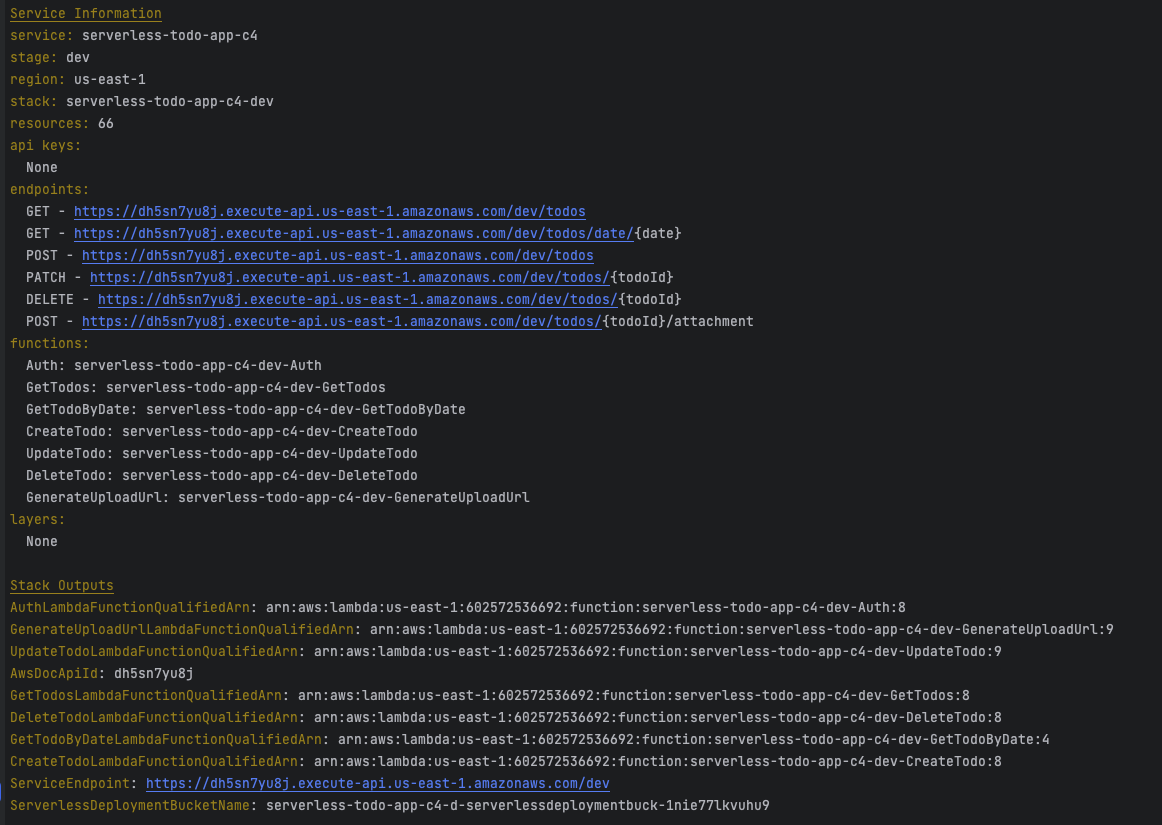 Service Information
service: serverless-todo-app-c4
stage: dev
region: us-east-1
stack: serverless-todo-app-c4-dev
resources: 66
api keys:
  None
endpoints:
  GET - https://dh5sn7yu8j.execute-api.us-east-1.amazonaws.com/dev/todos
  GET - https://dh5sn7yu8j.execute-api.us-east-1.amazonaws.com/dev/todos/date/{date}
  POST - https://dh5sn7yu8j.execute-api.us-east-1.amazonaws.com/dev/todos
  PATCH - https://dh5sn7yu8j.execute-api.us-east-1.amazonaws.com/dev/todos/{todoId}
  DELETE - https://dh5sn7yu8j.execute-api.us-east-1.amazonaws.com/dev/todos/{todoId}
  POST - https://dh5sn7yu8j.execute-api.us-east-1.amazonaws.com/dev/todos/{todoId}/attachment
functions:
  Auth: serverless-todo-app-c4-dev-Auth
  GetTodos: serverless-todo-app-c4-dev-GetTodos
  GetTodoByDate: serverless-todo-app-c4-dev-GetTodoByDate
  CreateTodo: serverless-todo-app-c4-dev-CreateTodo
  UpdateTodo: serverless-todo-app-c4-dev-UpdateTodo
  DeleteTodo: serverless-todo-app-c4-dev-DeleteTodo
  GenerateUploadUrl: serverless-todo-app-c4-dev-GenerateUploadUrl
layers:
  None

Stack Outputs
AuthLambdaFunctionQualifiedArn: arn:aws:lambda:us-east-1:602572536692:function:serverless-todo-app-c4-dev-Auth:8
GenerateUploadUrlLambdaFunctionQualifiedArn: arn:aws:lambda:us-east-1:602572536692:function:serverless-todo-app-c4-dev-GenerateUploadUrl:9
UpdateTodoLambdaFunctionQualifiedArn: arn:aws:lambda:us-east-1:602572536692:function:serverless-todo-app-c4-dev-UpdateTodo:9
AwsDocApiId: dh5sn7yu8j
GetTodosLambdaFunctionQualifiedArn: arn:aws:lambda:us-east-1:602572536692:function:serverless-todo-app-c4-dev-GetTodos:8
DeleteTodoLambdaFunctionQualifiedArn: arn:aws:lambda:us-east-1:602572536692:function:serverless-todo-app-c4-dev-DeleteTodo:8
GetTodoByDateLambdaFunctionQualifiedArn: arn:aws:lambda:us-east-1:602572536692:function:serverless-todo-app-c4-dev-GetTodoByDate:4
CreateTodoLambdaFunctionQualifiedArn: arn:aws:lambda:us-east-1:602572536692:function:serverless-todo-app-c4-dev-CreateTodo:8
ServiceEndpoint: https://dh5sn7yu8j.execute-api.us-east-1.amazonaws.com/dev
ServerlessDeploymentBucketName: serverless-todo-app-c4-d-serverlessdeploymentbuck-1nie77lkvuhu9